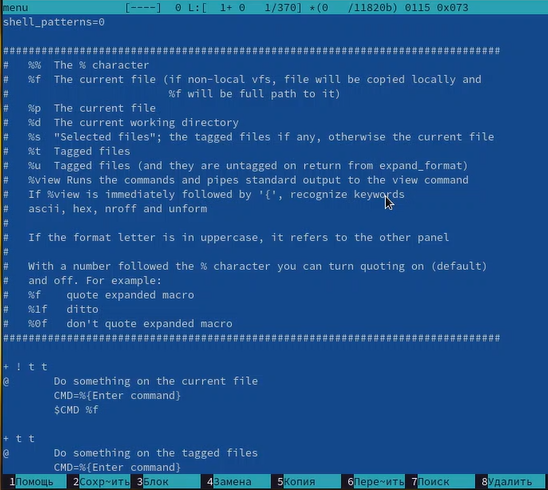 menu [----] 0 L:[ 1+ 0 1/370] *(0 /11820b) 0115 0x073
shell_patterns=0
##############################################################################
# %% The % character
# %f The current file (if non-local vfs, file will be copied locally and
# %f will be full path to it)
# %p The current file
# %d The current working directory
# %s "Selected files"; the tagged files if any, otherwise the current file
# %t Tagged files
# %u Tagged files (and they are untagged on return from expand_format)
# %view Runs the commands and pipes standard output to the view command
# If %view is immediately followed by '{', recognize keywords
# ascii, hex, nroff and unform
#
# If the format letter is in uppercase, it refers to the other panel
#
# With a number followed the % character you can turn quoting on (default)
# and off. For example:
# %f quote expanded macro
# %1f ditto
# %0f don't quote expanded macro
##############################################################################
+ ! t t
@ Do something on the current file
CMD=%{Enter command}
$CMD %f
+ t t
@ Do something on the tagged files
CMD=%{Enter command}
1Помощь 2Сохр~ить 3Блок 4Замена 5Копия 6Пере~ить 7Поиск 8Удалить